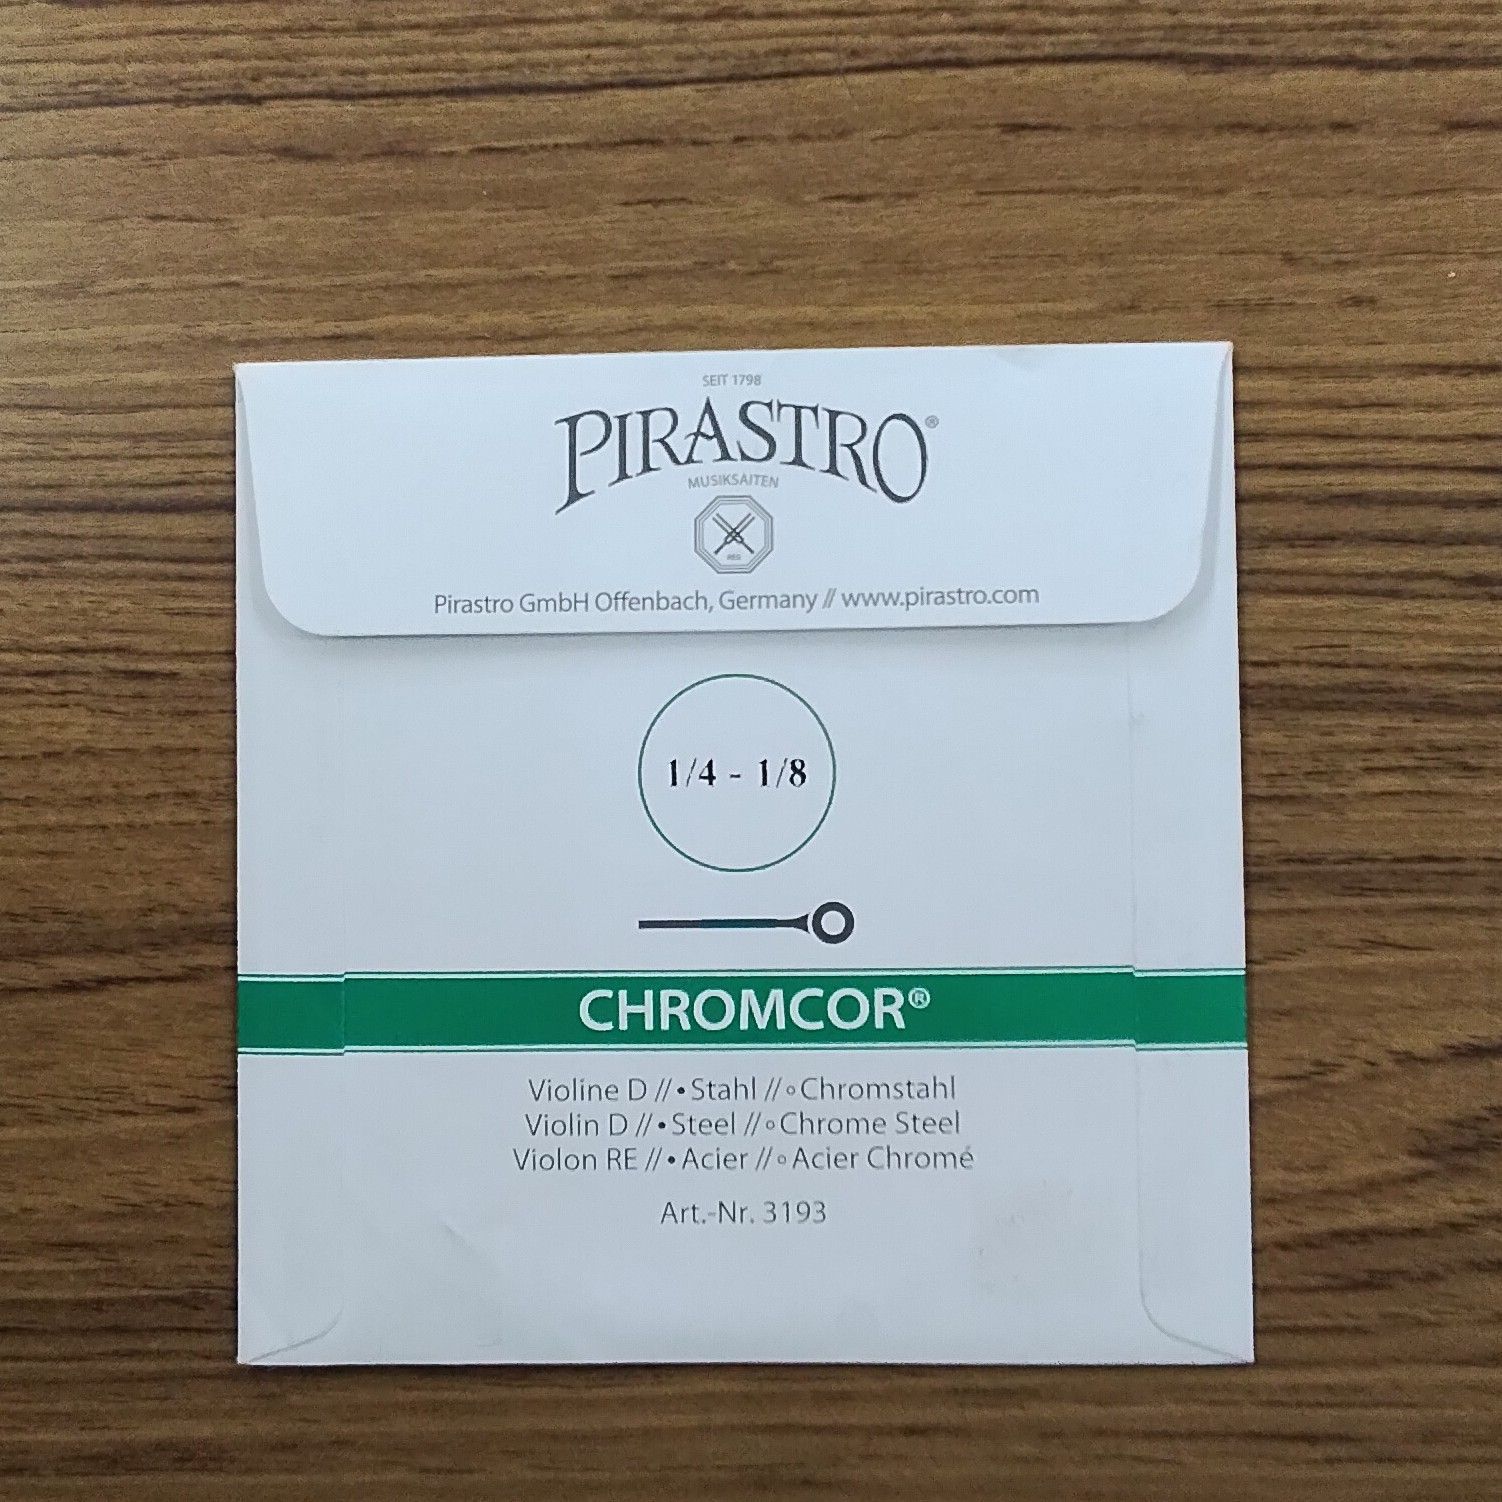 SEIT 1798
PIRASTRO®
MUSIKSAITEN
REG
Pirastro GmbH Offenbach, Germany // www.pirastro.com
1/4 - 1/8
CHROMCOR®
Violine D // • Stahl // ◦ Chromstahl
Violin D // • Steel // ◦ Chrome Steel
Violon RE // • Acier // ◦ Acier Chromé
Art.-Nr. 3193